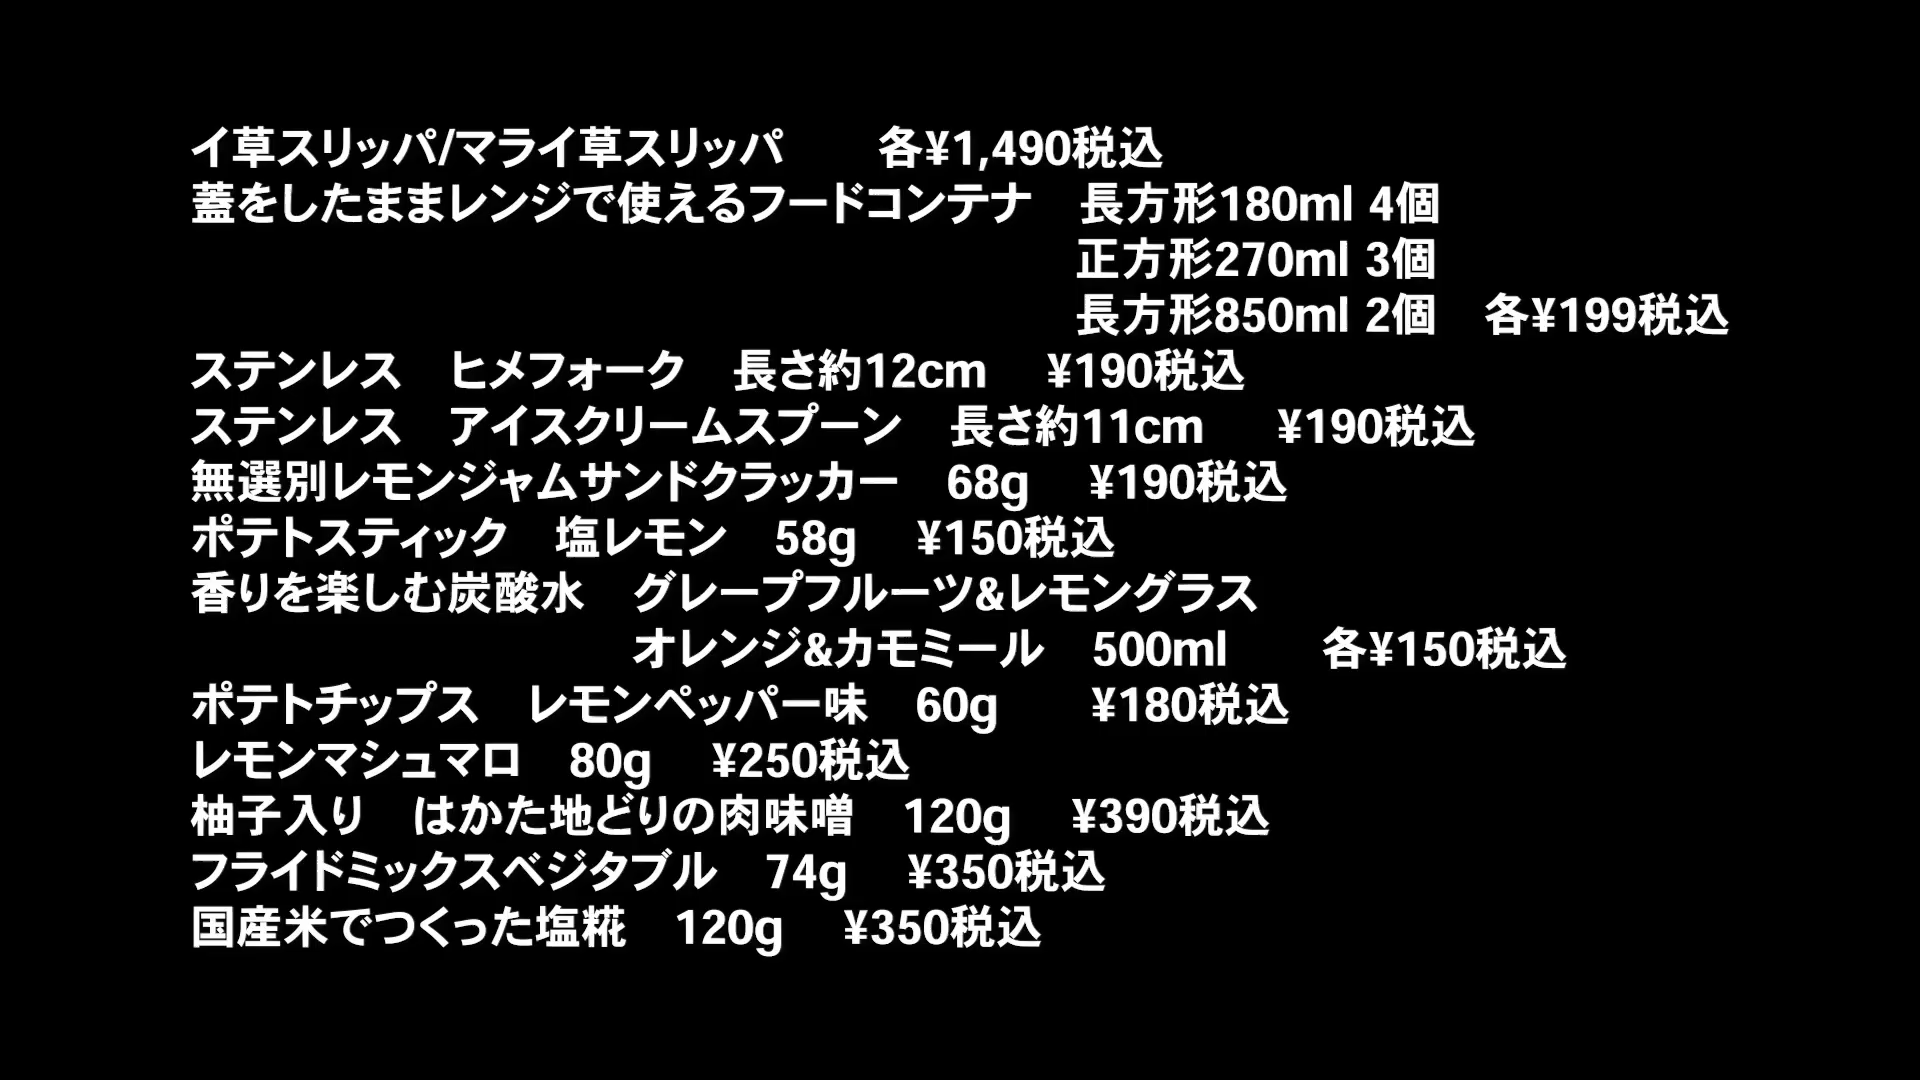 イ草スリッパ/マライ草スリッパ　　各¥1,490税込
蓋をしたままレンジで使えるフードコンテナ　長方形180ml 4個
正方形270ml 3個
長方形850ml 2個　各¥199税込
ステンレス　ヒメフォーク　長さ約12cm　¥190税込
ステンレス　アイスクリームスプーン　長さ約11cm　¥190税込
無選別レモンジャムサンドクラッカー　68g　¥190税込
ポテトスティック　塩レモン　58g　¥150税込
香りを楽しむ炭酸水　グレープフルーツ&レモングラス
オレンジ&カモミール　500ml　　各¥150税込
ポテトチップス　レモンペッパー味　60g　　¥180税込
レモンマシュマロ　80g　¥250税込
柚子入り　はかた地どりの肉味噌　120g　¥390税込
フライドミックスベジタブル　74g　¥350税込
国産米でつくった塩糀　120g　¥350税込